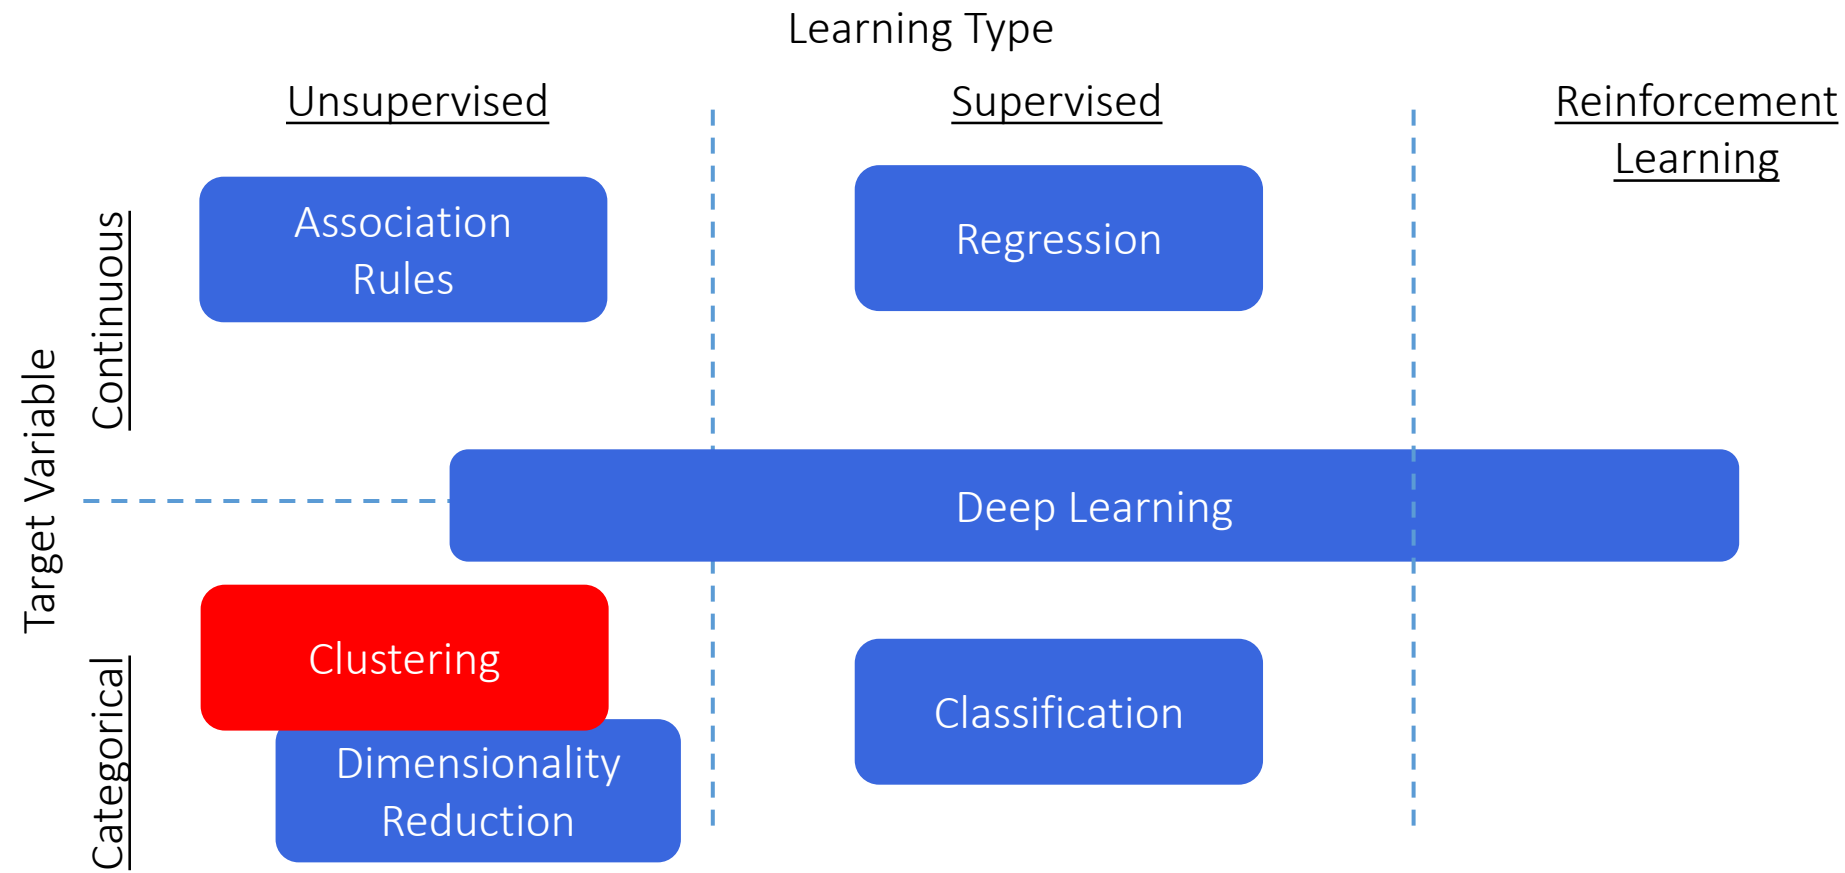 Learning Type
Unsupervised
Supervised
Reinforcement
Learning
Target Variable
Continuous
Association
Rules
Regression
Deep Learning
Categorical
Clustering
Classification
Dimensionality
Reduction